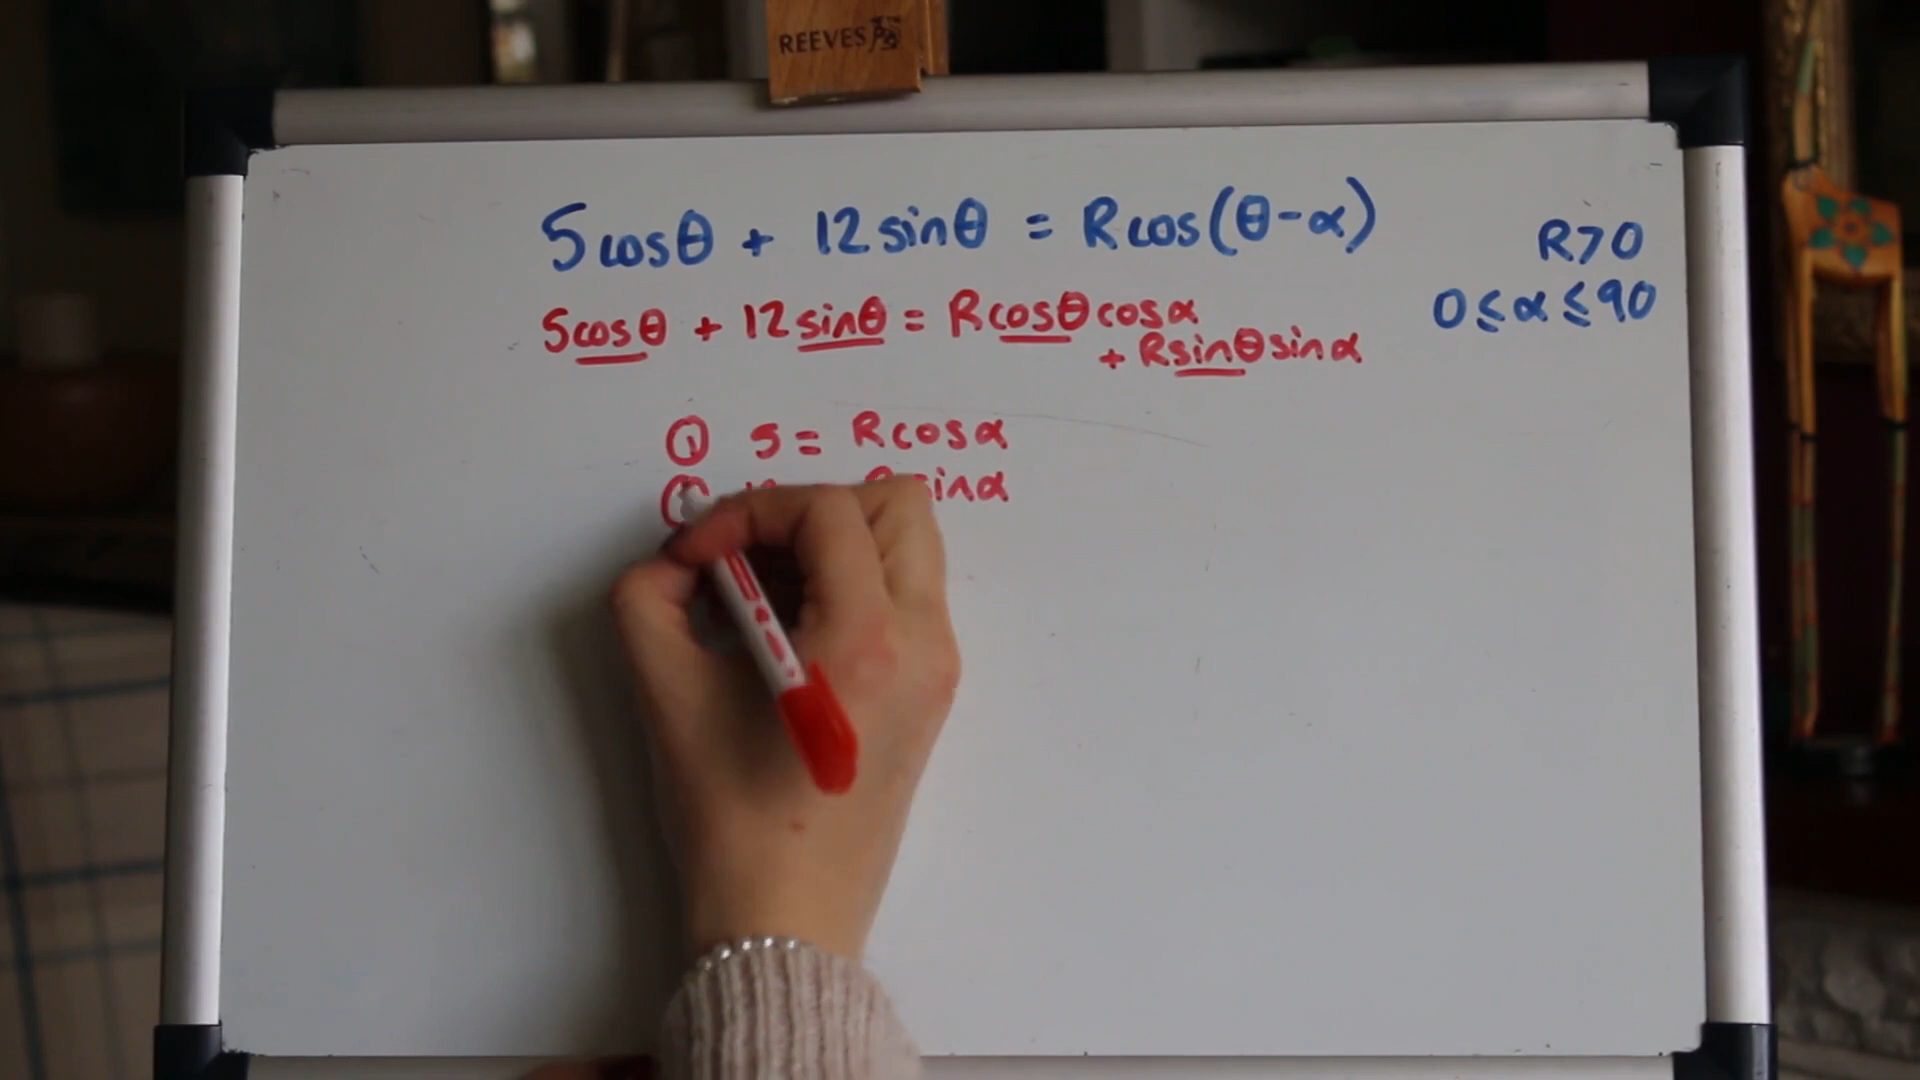 REEVES
5cosθ + 12sinθ = Rcos(θ-α)
R>0
0≤α≤90
5cosθ + 12sinθ = Rcosθcosα
+ Rsinθsinα
① 5 = Rcosα
sinα